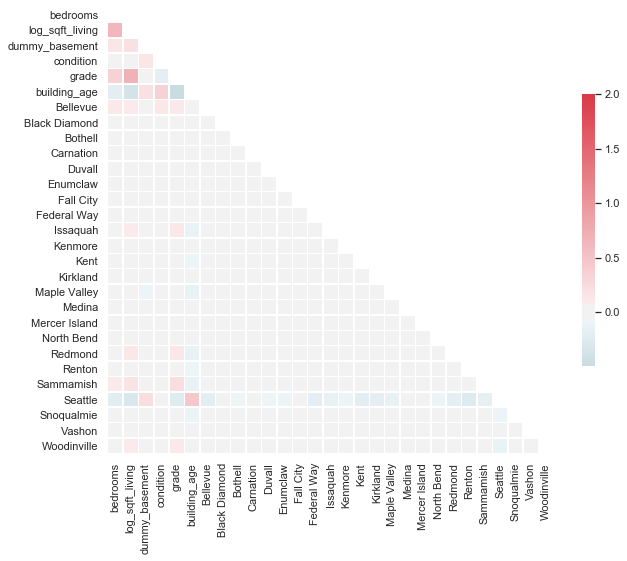 bedrooms
log_sqft_living
dummy_basement
condition
grade
building_age
Bellevue
Black Diamond
Bothell
Carnation
Duvall
Enumclaw
Fall City
Federal Way
Issaquah
Kenmore
Kent
Kirkland
Maple Valley
Medina
Mercer Island
North Bend
Redmond
Renton
Sammamish
Seattle
Snoqualmie
Vashon
Woodinville
2.0
1.5
1.0
0.5
0.0
bedrooms
log_sqft_living
dummy_basement
condition
grade
building_age
Bellevue
Black Diamond
Bothell
Carnation
Duvall
Enumclaw
Fall City
Federal Way
Issaquah
Kenmore
Kent
Kirkland
Maple Valley
Medina
Mercer Island
North Bend
Redmond
Renton
Sammamish
Seattle
Snoqualmie
Vashon
Woodinville